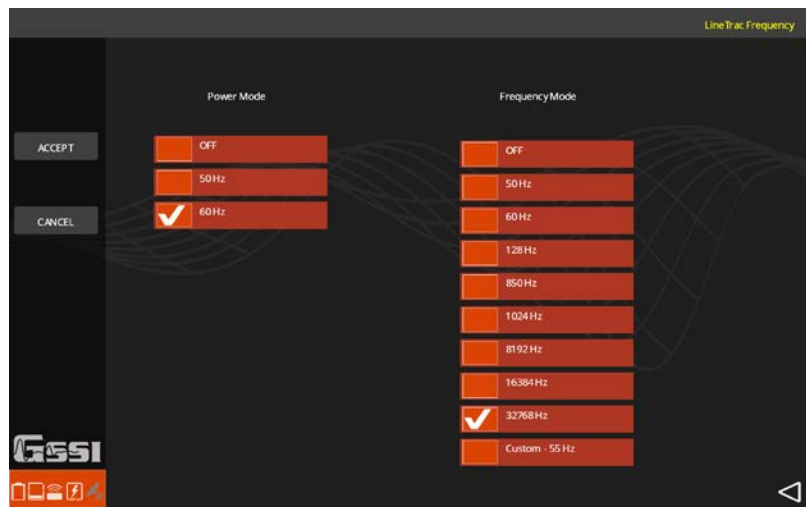 LineTrac Frequency
Power Mode
Frequency Mode
ACCEPT
CANCEL
OFF
50 Hz
60 Hz
OFF
50 Hz
60 Hz
128 Hz
850 Hz
1024 Hz
8192 Hz
16384 Hz
32768 Hz
Custom - 55 Hz
GSSI